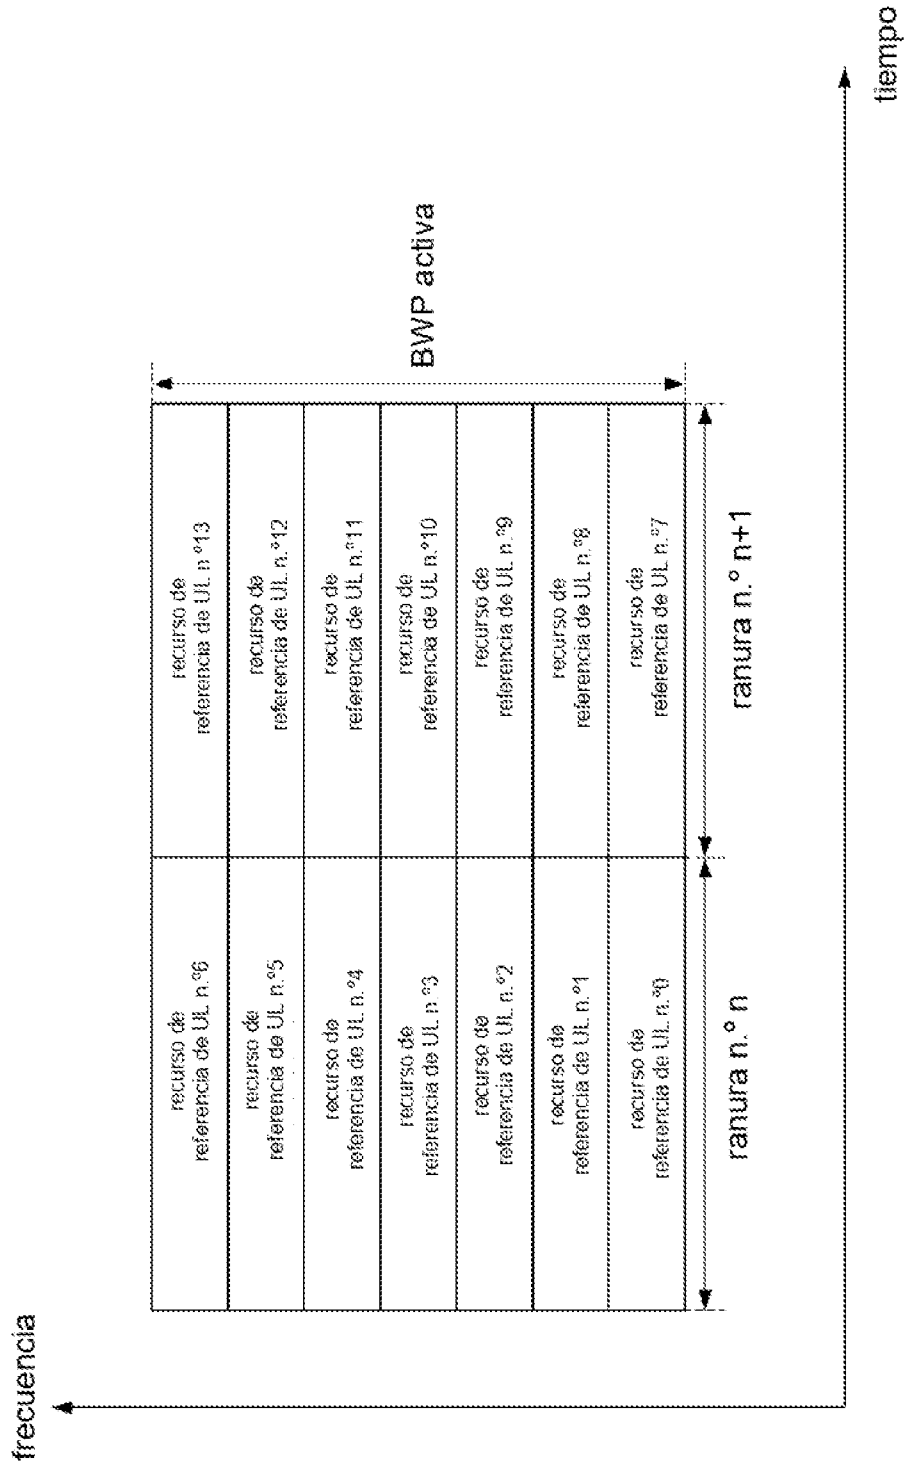 frecuencia
recurso de
referencia de UL n.º6
recurso de
referencia de UL n.º13
recurso de
referencia de UL n.º5
recurso de
referencia de UL n.º12
recurso de
referencia de UL n.º4
recurso de
referencia de UL n.º11
recurso de
referencia de UL n.º3
recurso de
referencia de UL n.º10
BWP activa
recurso de
referencia de UL n.º2
recurso de
referencia de UL n.º9
recurso de
referencia de UL n.º1
recurso de
referencia de UL n.º8
recurso de
referencia de UL n.º0
recurso de
referencia de UL n.º7
ranura n.º n
ranura n.º n+1
tiempo